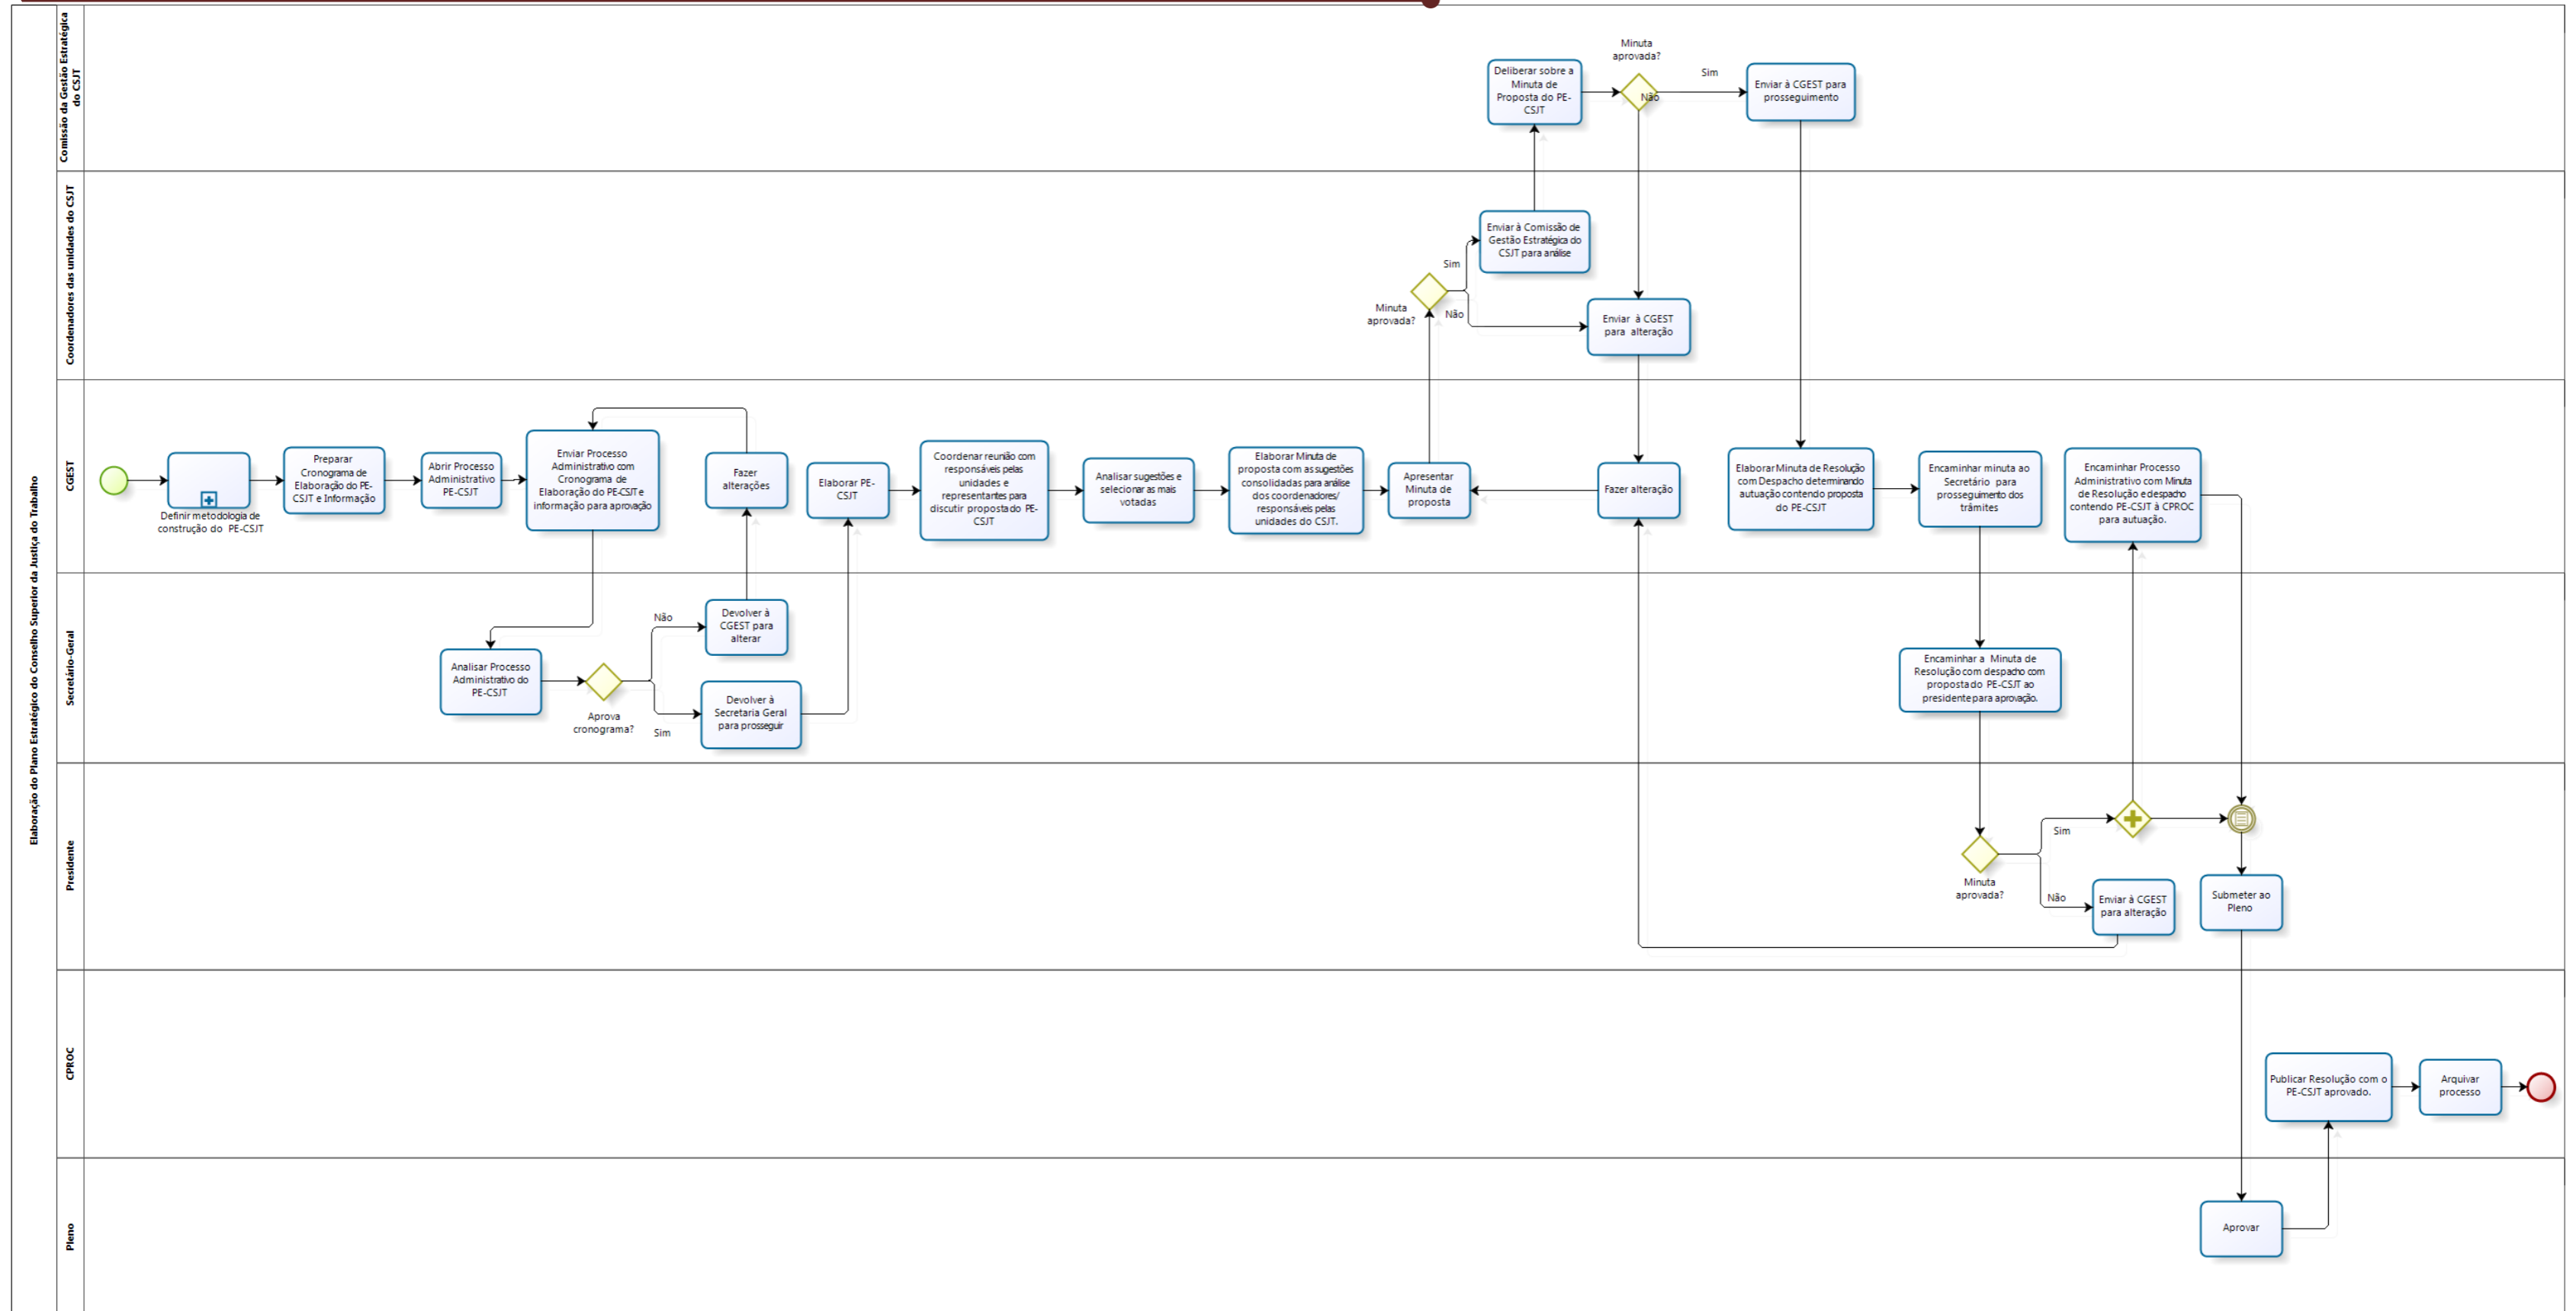 Elaboração do Plano Estratégico do Conselho Superior da Justiça do Trabalho
Comissão da Gestão Estratégica
do CSJT
Deliberar sobre a
Minuta de
Proposta do PE-
CSJT
Minuta
aprovada?
Sim
Não
Enviar à CGEST para
prosseguimento
Coordenadores das unidades do CSJT
Minuta
aprovada?
Sim
Não
Enviar à Comissão de
Gestão Estratégica do
CSJT para análise
Enviar à CGEST
para alteração
CGEST
Definir metodologia de
construção do PE-CSJT
Preparar
Cronograma de
Elaboração do PE-
CSJT e Informação
Abrir Processo
Administrativo
PE-CSJT
Enviar Processo
Administrativo com
Cronograma de
Elaboração do PE-CSJT e
informação para aprovação
Fazer
alterações
Elaborar PE-
CSJT
Coordenar reunião com
responsáveis pelas
unidades e
representantes para
discutir proposta do PE-
CSJT
Analisar sugestões e
selecionar as mais
votadas
Elaborar Minuta de
proposta com as sugestões
consolidadas para análise
dos coordenadores/
responsáveis pelas
unidades do CSJT.
Apresentar
Minuta de
proposta
Fazer alteração
Elaborar Minuta de Resolução
com Despacho determinando
autuação contendo proposta
do PE-CSJT
Encaminhar minuta ao
Secretário para
prosseguimento dos
trâmites
Encaminhar Processo
Administrativo com Minuta
de Resolução e despacho
contendo PE-CSJT à CPROC
para autuação.
Secretário-Geral
Analisar Processo
Administrativo do
PE-CSJT
Aprova
cronograma?
Não
Sim
Devolver à
CGEST para
alterar
Devolver à
Secretaria Geral
para prosseguir
Encaminhar a Minuta de
Resolução com despacho com
proposta do PE-CSJT ao
presidente para aprovação.
Presidente
Minuta
aprovada?
Sim
Não
Enviar à CGEST
para alteração
Submeter ao
Pleno
CPROC
Publicar Resolução com o
PE-CSJT aprovado.
Arquivar
processo
Pleno
Aprovar